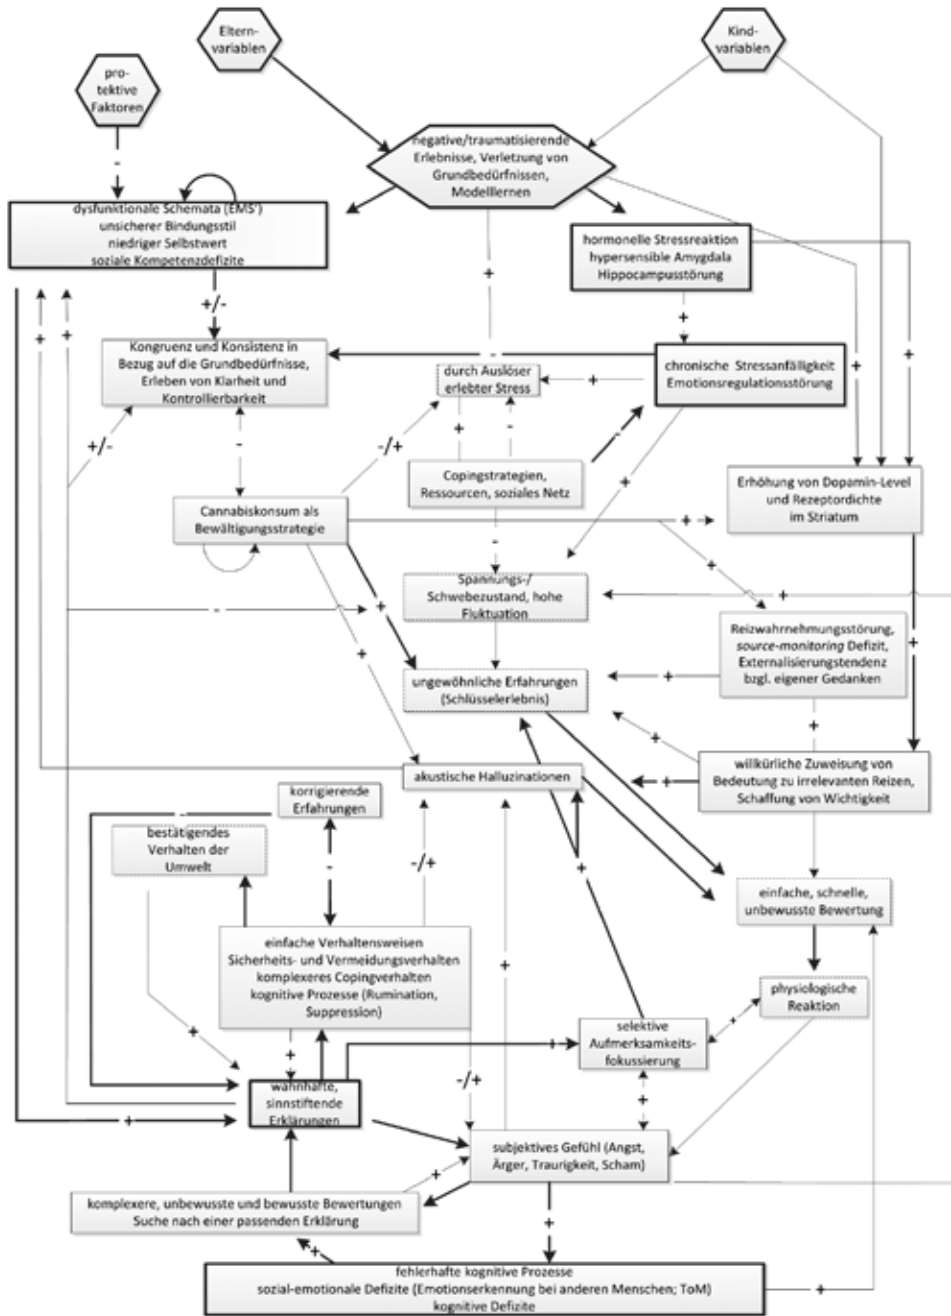 Eltern-
variablen
Kind-
variablen
pro-
tektive
Faktoren
negative/traumatisierende
Erlebnisse, Verletzung von
Grundbedürfnissen,
Modelllernen
-
dysfunktionale Schemata (EMS')
unsicherer Bindungsstil
niedriger Selbstwert
soziale Kompetenzdefizite
hormonelle Stressreaktion
hypersensible Amygdala
Hippocampusstörung
+
+/-
+
+
+
+
+
Kongruenz und Konsistenz in
Bezug auf die Grundbedürfnisse,
Erleben von Klarheit und
Kontrollierbarkeit
-
durch Auslöser
erlebter Stress
+
chronische Stressanfälligkeit
Emotionsregulationsstörung
+/-
-
-/+
+
-
-
Copingstrategien,
Ressourcen, soziales Netz
+
Erhöhung von Dopamin-Level
und Rezeptordichte
im Striatum
Cannabiskonsum als
Bewältigungsstrategie
+
-
+
Spannungs-/
Schwebezustand, hohe
Fluktuation
+
-
+
+
Reizwahrnehmungsstörung,
source-monitoring Defizit,
Externalisierungstendenz
bzgl. eigener Gedanken
+
+
ungewöhnliche Erfahrungen
(Schlüsselerlebnis)
+
+
+
akustische Halluzinationen
+
willkürliche Zuweisung von
Bedeutung zu irrelevanten Reizen,
Schaffung von Wichtigkeit
korrigierende
Erfahrungen
-
bestätigendes
Verhalten der
Umwelt
-
-/+
+
einfache, schnelle,
unbewusste Bewertung
einfache Verhaltensweisen
Sicherheits- und Vermeidungsverhalten
komplexeres Copingverhalten
kognitive Prozesse (Rumination,
Suppression)
+
physiologische
Reaktion
+
+
+
selektive
Aufmerksamkeits-
fokussierung
+
-/+
+
wahnhafte,
sinnstiftende
Erklärungen
+
+
subjektives Gefühl (Angst,
Ärger, Traurigkeit, Scham)
+
komplexere, unbewusste und bewusste Bewertungen
Suche nach einer passenden Erklärung
+
+
fehlerhafte kognitive Prozesse
sozial-emotionale Defizite (Emotionserkennung bei anderen Menschen; ToM)
kognitive Defizite
+